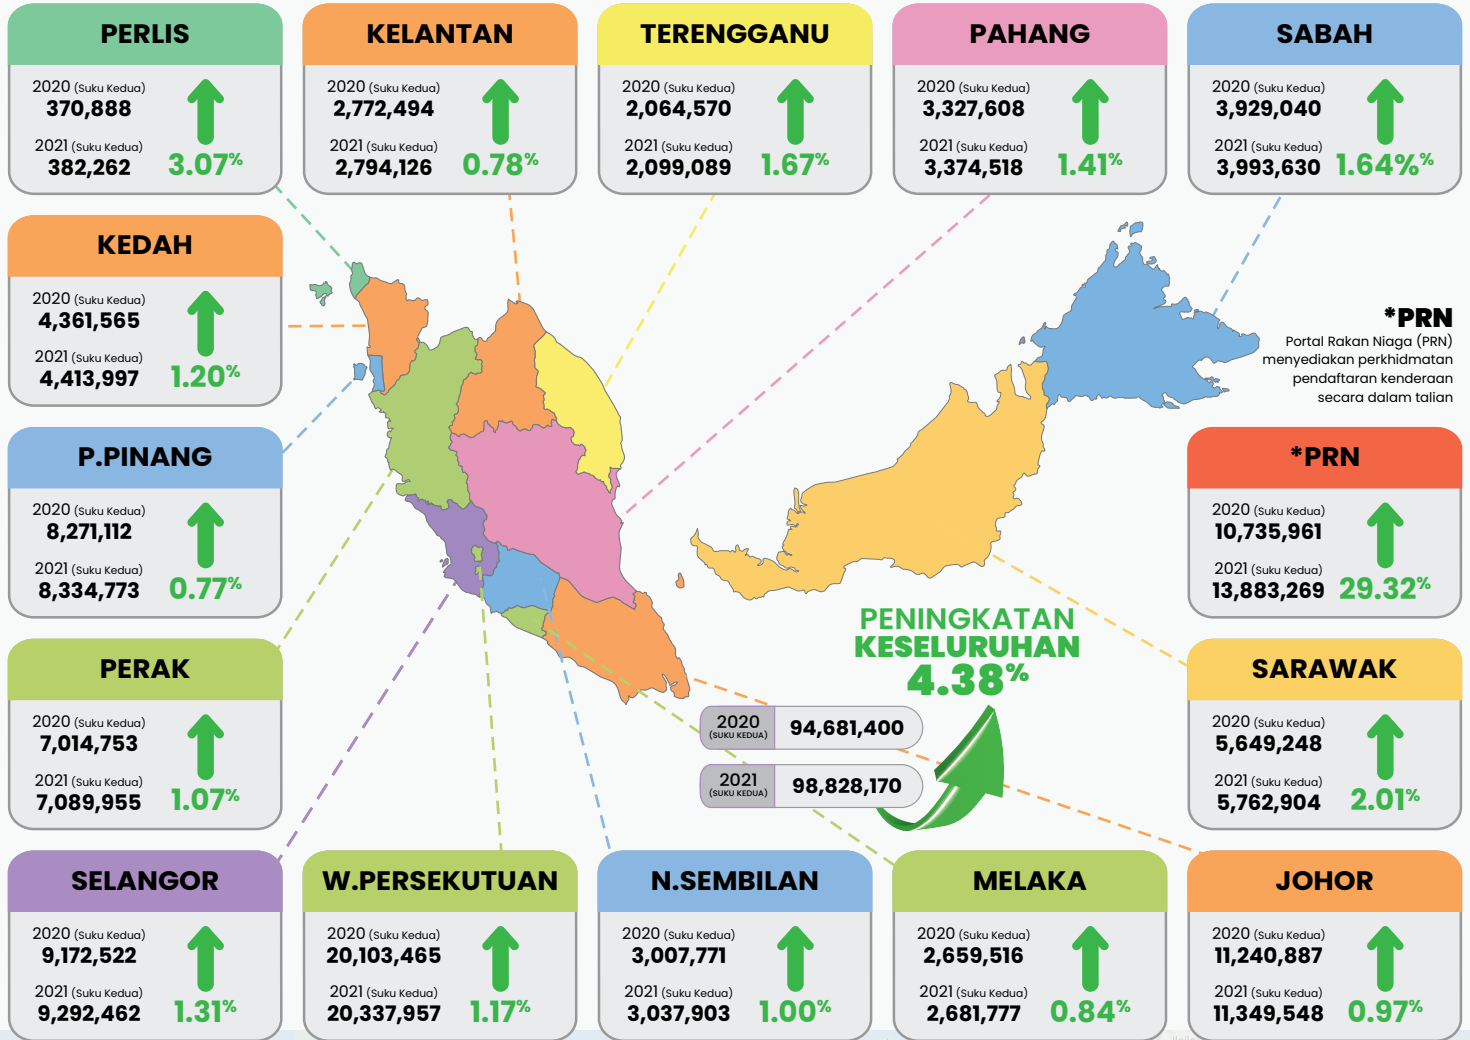 PERLIS
2020 (Suku Kedua)
370,888
2021 (Suku Kedua)
382,262
3.07%
KELANTAN
2020 (Suku Kedua)
2,772,494
2021 (Suku Kedua)
2,794,126
0.78%
TERENGGANU
2020 (Suku Kedua)
2,064,570
2021 (Suku Kedua)
2,099,089
1.67%
PAHANG
2020 (Suku Kedua)
3,327,608
2021 (Suku Kedua)
3,374,518
1.41%
SABAH
2020 (Suku Kedua)
3,929,040
2021 (Suku Kedua)
3,993,630
1.64%%
KEDAH
2020 (Suku Kedua)
4,361,565
2021 (Suku Kedua)
4,413,997
1.20%
*PRN
Portal Rakan Niaga (PRN)
menyediakan perkhidmatan
pendaftaran kenderaan
secara dalam talian
P.PINANG
2020 (Suku Kedua)
8,271,112
2021 (Suku Kedua)
8,334,773
0.77%
*PRN
2020 (Suku Kedua)
10,735,961
2021 (Suku Kedua)
13,883,269
29.32%
PERAK
2020 (Suku Kedua)
7,014,753
2021 (Suku Kedua)
7,089,955
1.07%
PENINGKATAN
KESELURUHAN
4.38%
2020
(SUKU KEDUA)
94,681,400
2021
(SUKU KEDUA)
98,828,170
SARAWAK
2020 (Suku Kedua)
5,649,248
2021 (Suku Kedua)
5,762,904
2.01%
SELANGOR
2020 (Suku Kedua)
9,172,522
2021 (Suku Kedua)
9,292,462
1.31%
W.PERSEKUTUAN
2020 (Suku Kedua)
20,103,465
2021 (Suku Kedua)
20,337,957
1.17%
N.SEMBILAN
2020 (Suku Kedua)
3,007,771
2021 (Suku Kedua)
3,037,903
1.00%
MELAKA
2020 (Suku Kedua)
2,659,516
2021 (Suku Kedua)
2,681,777
0.84%
JOHOR
2020 (Suku Kedua)
11,240,887
2021 (Suku Kedua)
11,349,548
0.97%